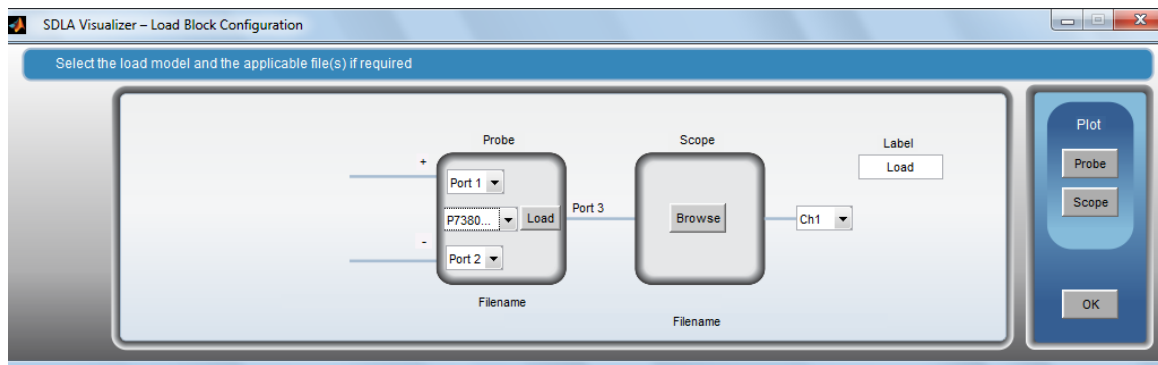 SDLA Visualizer – Load Block Configuration
Select the load model and the applicable file(s) if required
Probe
Scope
Label
Load
+
Port 1
P7380...
Load
Port 3
Browse
Ch1
-
Port 2
Filename
Filename
Plot
Probe
Scope
OK